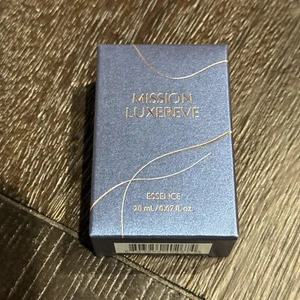 MISSION
LUXEREVE
ESSENCE
20 mL / 0.67 fl oz.